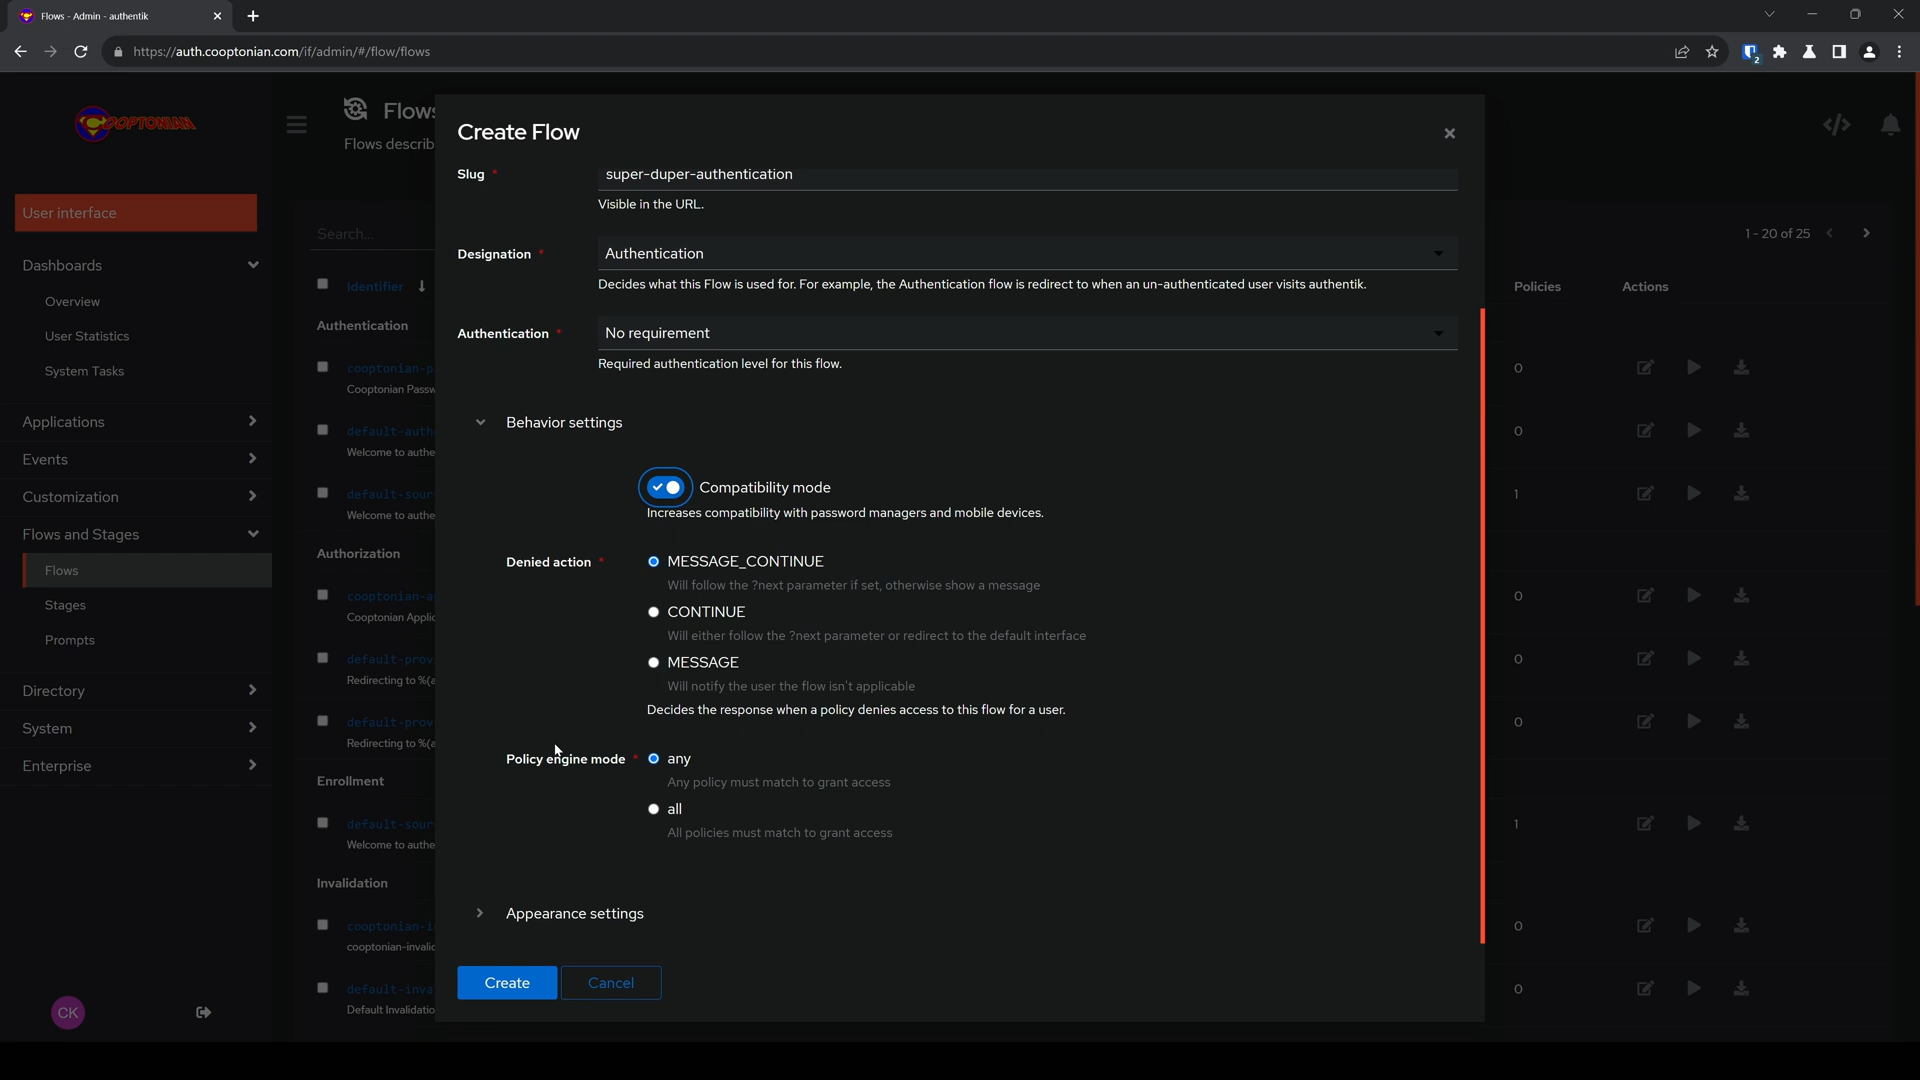 Flows - Admin - authentik
https://auth.cooptonian.com/if/admin/#/flow/flows
2
COOPTONIAN
Flows
Flows describ
Create Flow
User interface
Dashboards
Overview
User Statistics
System Tasks
Applications
Events
Customization
Flows and Stages
Flows
Stages
Prompts
Directory
System
Enterprise
CK
Search...
Identifier
Authentication
cooptonian-p
Cooptonian Passw
default-auth
Welcome to authe
default-sour
Welcome to authe
Authorization
cooptonian-a
Cooptonian Applic
default-prov
Redirecting to %(a
default-prov
Redirecting to %(a
Enrollment
default-sour
Welcome to authe
Invalidation
cooptonian-i
cooptonian-invalid
default-inva
Default Invalidatio
Slug *
super-duper-authentication
Visible in the URL.
Designation *
Authentication
Decides what this Flow is used for. For example, the Authentication flow is redirect to when an un-authenticated user visits authentik.
Authentication *
No requirement
Required authentication level for this flow.
Behavior settings
Compatibility mode
Increases compatibility with password managers and mobile devices.
Denied action *
MESSAGE_CONTINUE
Will follow the ?next parameter if set, otherwise show a message
CONTINUE
Will either follow the ?next parameter or redirect to the default interface
MESSAGE
Will notify the user the flow isn't applicable
Decides the response when a policy denies access to this flow for a user.
Policy engine mode *
any
Any policy must match to grant access
all
All policies must match to grant access
Appearance settings
Create
Cancel
1 - 20 of 25
Policies
Actions
0
0
1
0
0
0
1
0
0